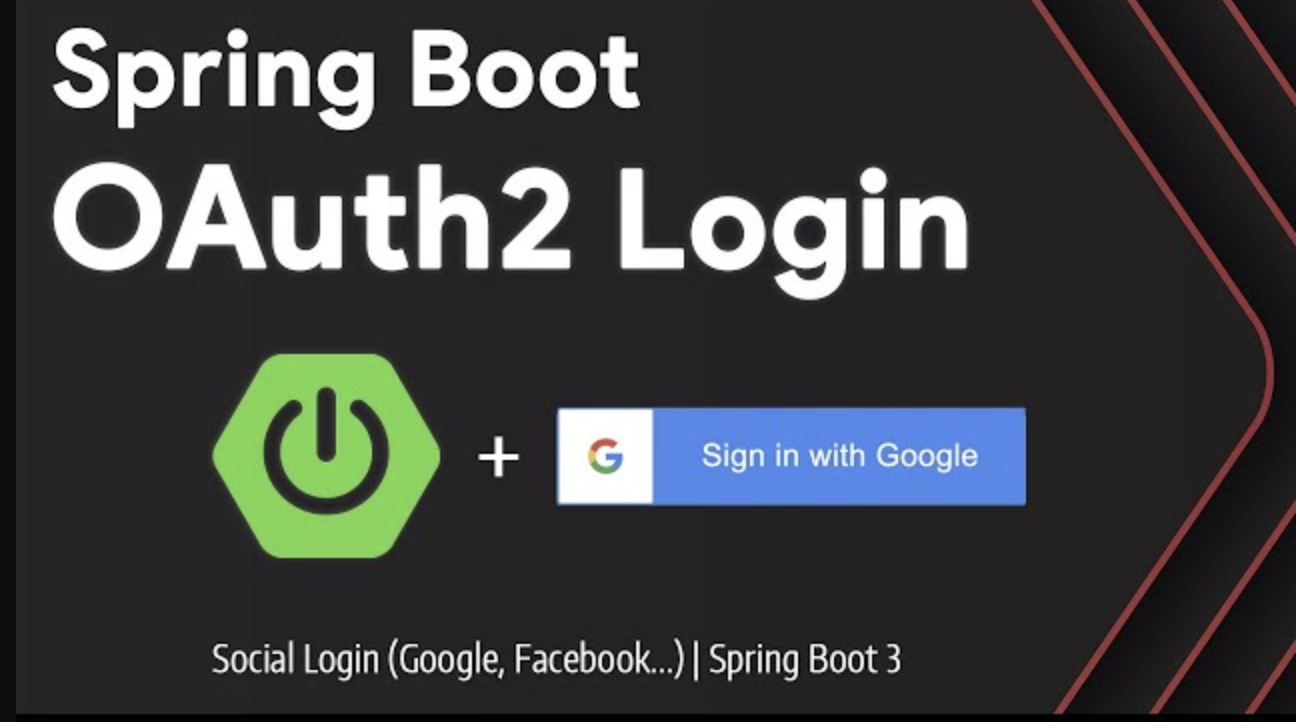 Spring Boot
OAuth2 Login
+
Sign in with Google
Social Login (Google, Facebook...) | Spring Boot 3